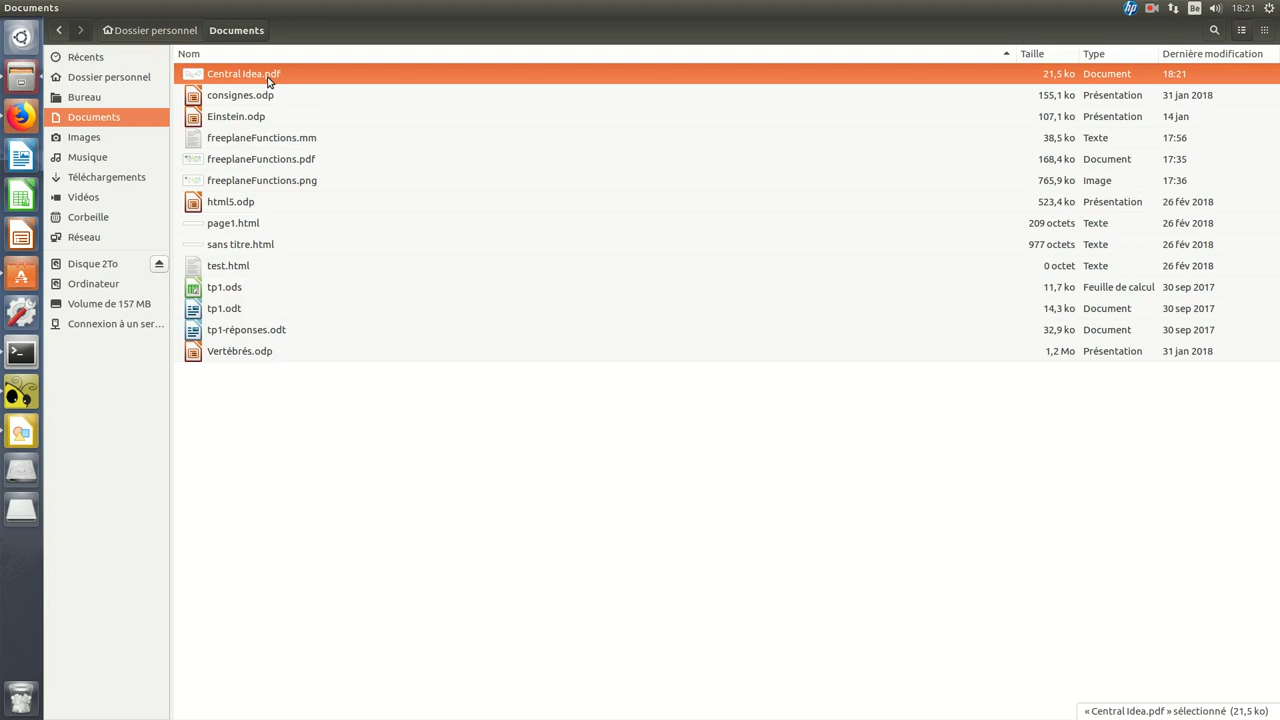 Documents
hp
Be
18:21
Dossier personnel
Documents
Récents
Dossier personnel
Bureau
Documents
Images
Musique
Téléchargements
Vidéos
Corbeille
Réseau
Disque 2To
Ordinateur
Volume de 157 MB
Connexion à un ser...
Nom Taille Type Dernière modification
Central Idea.pdf 21,5 ko Document 18:21
consignes.odp 155,1 ko Présentation 31 jan 2018
Einstein.odp 107,1 ko Présentation 14 jan
freeplaneFunctions.mm 38,5 ko Texte 17:56
freeplaneFunctions.pdf 168,4 ko Document 17:35
freeplaneFunctions.png 765,9 ko Image 17:36
html5.odp 523,4 ko Présentation 26 fév 2018
page1.html 209 octets Texte 26 fév 2018
sans titre.html 977 octets Texte 26 fév 2018
test.html 0 octet Texte 26 fév 2018
tp1.ods 11,7 ko Feuille de calcul 30 sep 2017
tp1.odt 14,3 ko Document 30 sep 2017
tp1-réponses.odt 32,9 ko Document 30 sep 2017
Vertébrés.odp 1,2 Mo Présentation 31 jan 2018
« Central Idea.pdf » sélectionné (21,5 ko)